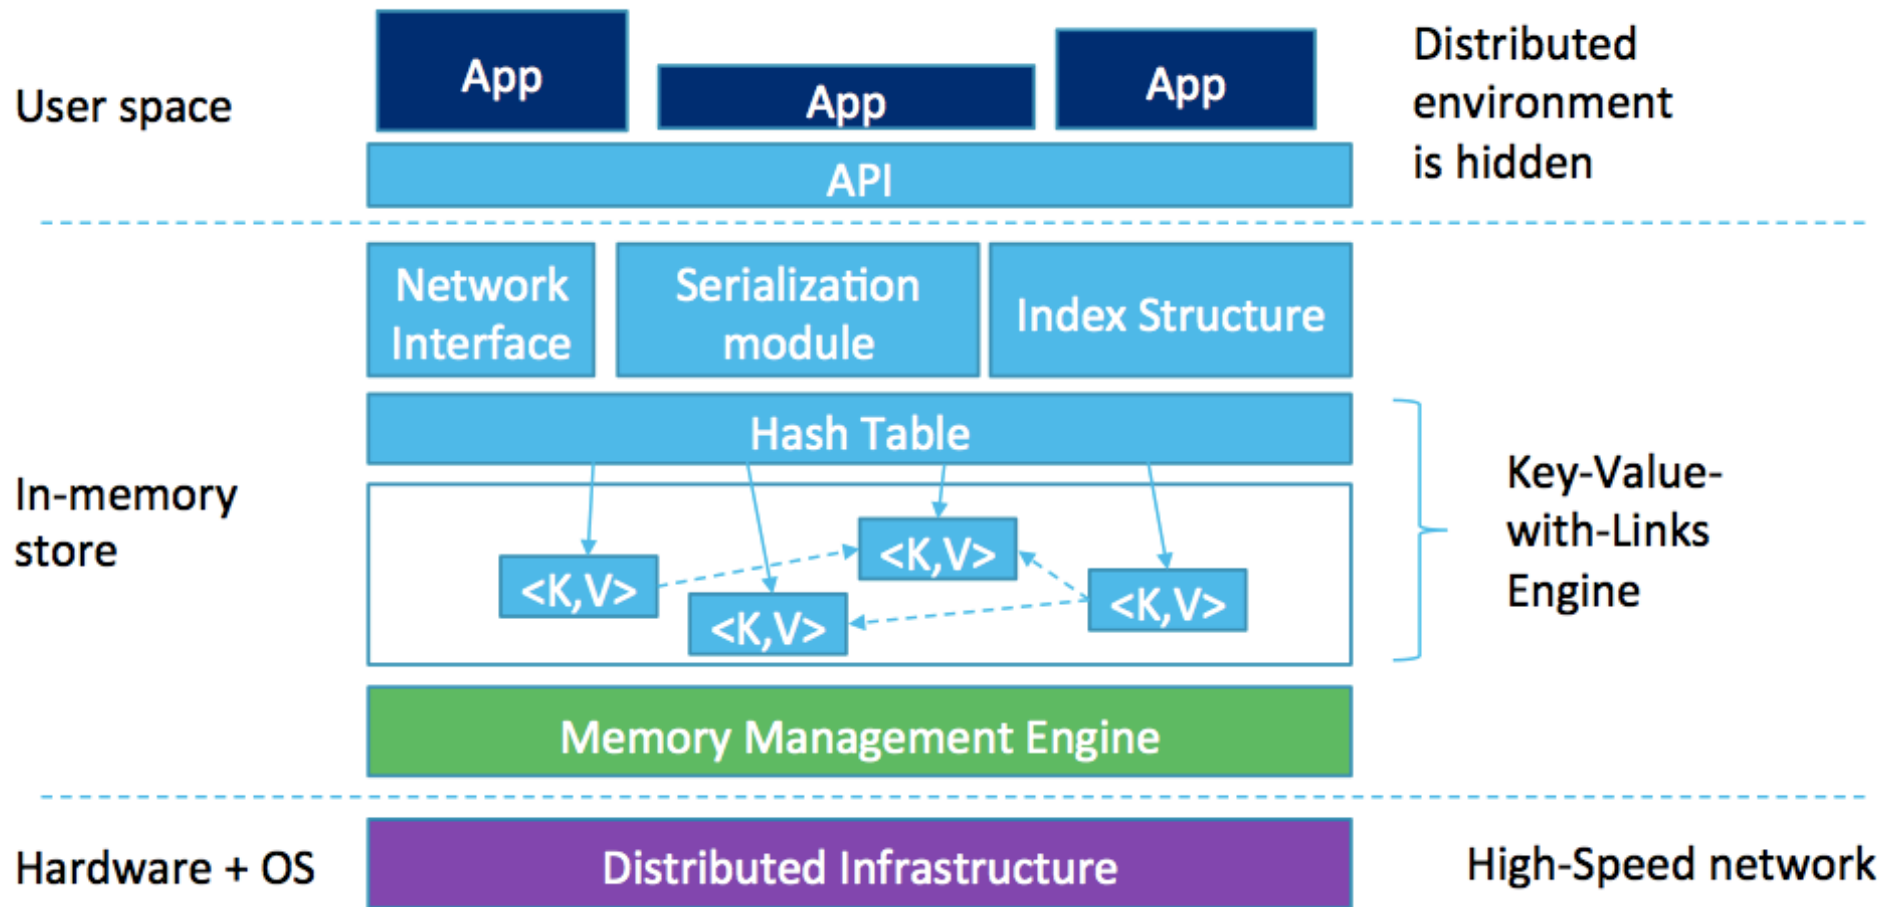 User space
App
App
App
API
Distributed
environment
is hidden
Network
Interface
Serialization
module
Index Structure
Hash Table
In-memory
store
<K,V>
<K,V>
<K,V>
<K,V>
Key-Value-
with-Links
Engine
Memory Management Engine
Hardware + OS
Distributed Infrastructure
High-Speed network